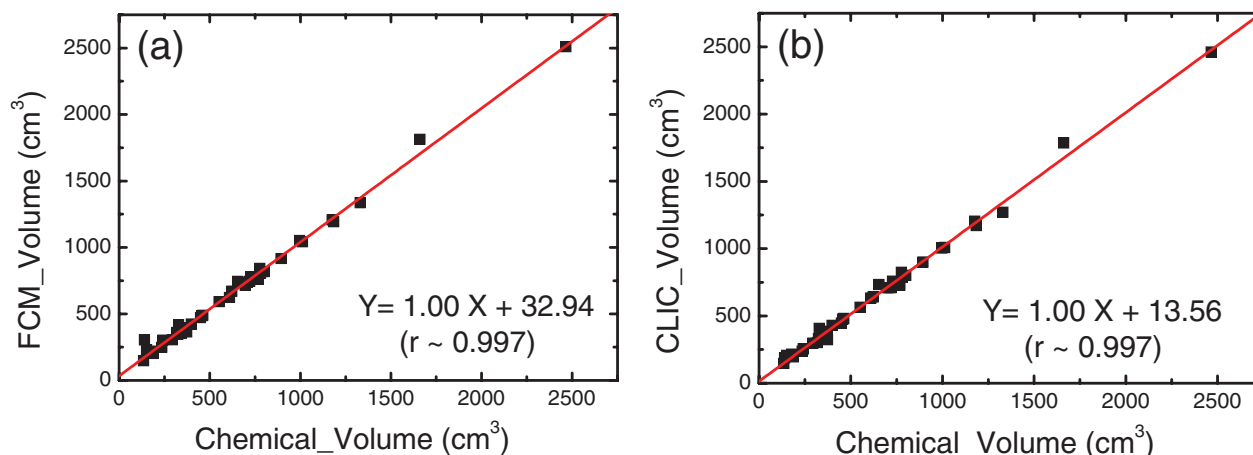 (a)
FCM_Volume (cm³)
2500
2000
1500
1000
500
0
Y= 1.00 X + 32.94
(r ~ 0.997)
0 500 1000 1500 2000 2500
Chemical_Volume (cm³)
(b)
CLIC_Volume (cm³)
2500
2000
1500
1000
500
0
Y= 1.00 X + 13.56
(r ~ 0.997)
0 500 1000 1500 2000 2500
Chemical Volume (cm³)